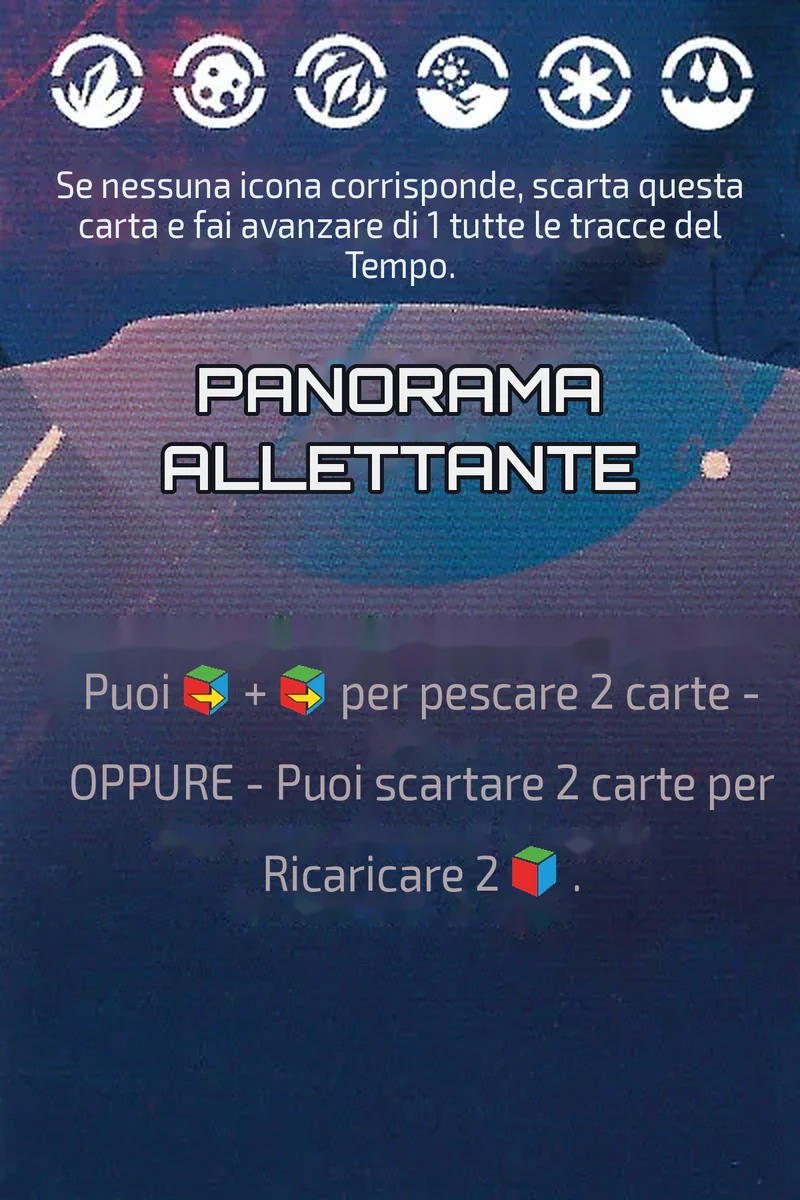 Se nessuna icona corrisponde, scarta questa
carta e fai avanzare di 1 tutte le tracce del
Tempo.
PANORAMA
ALLETTANTE
Puoi + per pescare 2 carte -
OPPURE - Puoi scartare 2 carte per
Ricaricare 2 .